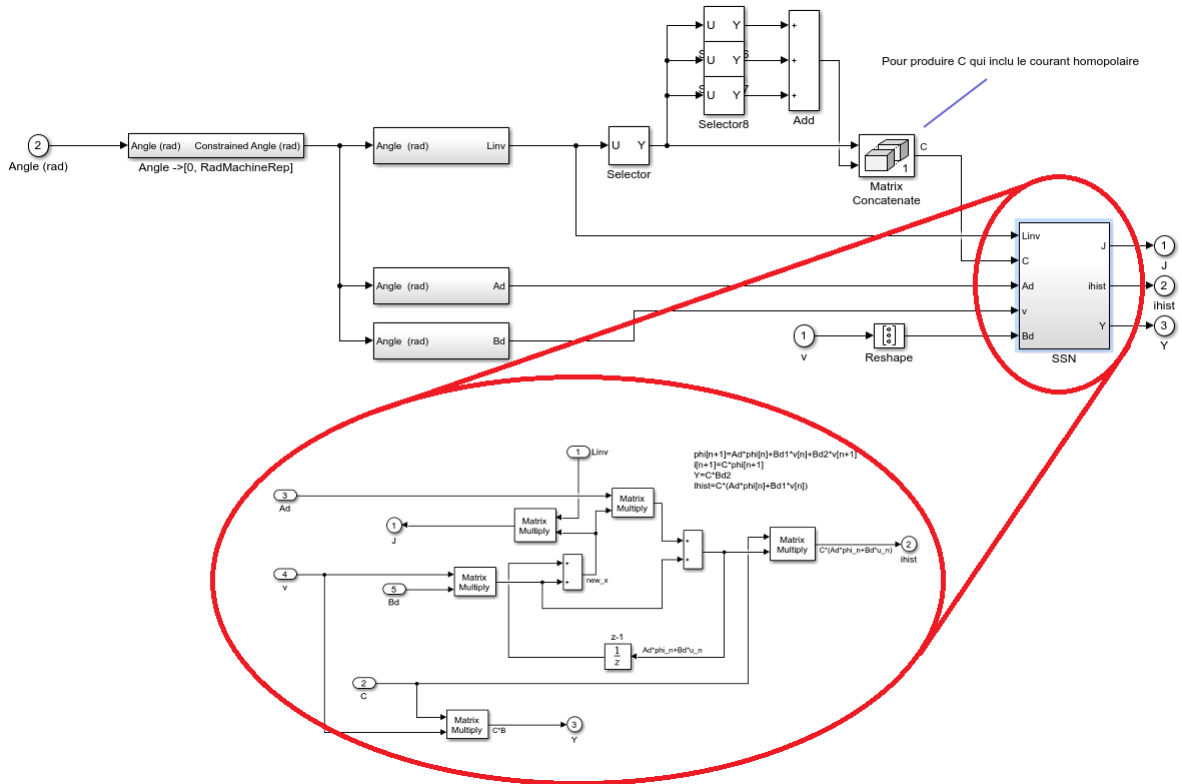 U Y
U Y
U Y
S 6
S 7
Selector8
+
+
+
Add
Pour produire C qui inclu le courant homopolaire
2
Angle (rad)
Angle (rad) Constrained Angle (rad)
Angle ->[0, RadMachineRep]
Angle (rad) Linv
U Y
Selector
1
C
Matrix
Concatenate
Angle (rad) Ad
Angle (rad) Bd
1
v
Reshape
Linv
C
Ad
v
Bd
J
ihist
Y
SSN
1
J
2
ihist
3
Y
1
Linv
phi[n+1]=Ad*phi[n]+Bd1*v[n]+Bd2*v[n+1]
i[n+1]=C*phi[n+1]
Y=C*Bd2
Ihist=C*(Ad*phi[n]+Bd1*v[n])
3
Ad
Matrix
Multiply
1
J
Matrix
Multiply
+
+
Matrix
Multiply
C*(Ad*phi_n+Bd*u_n)
2
ihist
4
v
5
Bd
Matrix
Multiply
+
+
new_x
z-1
1
z
Ad*phi_n+Bd*u_n
2
C
Matrix
Multiply
C*B
3
Y